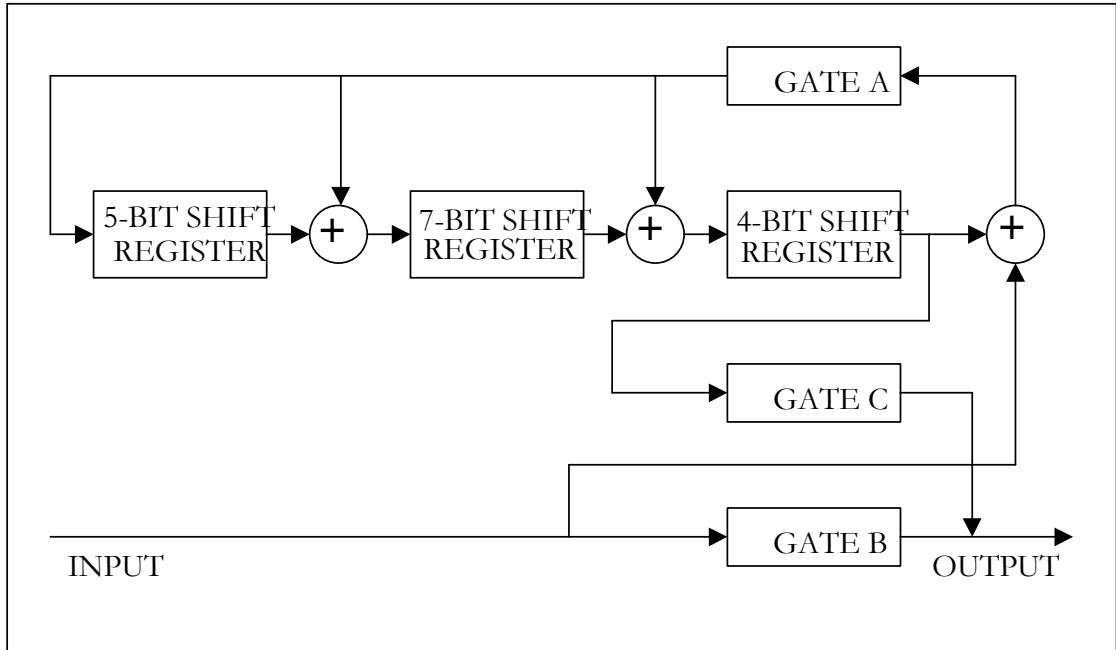 GATE A
5-BIT SHIFT
REGISTER
+
7-BIT SHIFT
REGISTER
+
4-BIT SHIFT
REGISTER
+
GATE C
GATE B
INPUT
OUTPUT